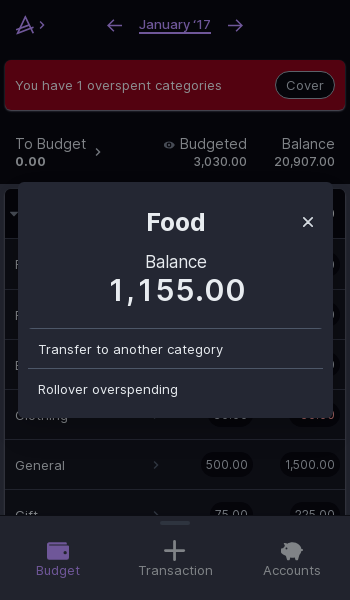 January ’17
You have 1 overspent categories
Cover
To Budget
Budgeted
Balance
0.00
3,030.00
20,907.00
Food
Balance
1,155.00
Transfer to another category
Rollover overspending
Clothing
General
500.00
1,500.00
Gift
75.00
225.00
Budget
Transaction
Accounts